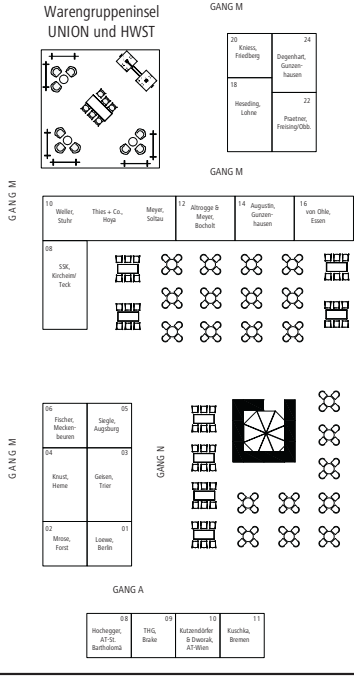 Warengruppeninsel
UNION und HWST
GANG M
20
Kniess,
Friedberg
24
Degenhart,
Gunzen-
hausen
18
Heseding,
Lohne
22
Praetner,
Freising/Obb.
GANG M
GANG M
10
Weller,
Stuhr
Thies + Co.,
Hoya
Meyer,
Soltau
12
Altrogge &
Meyer,
Bocholt
14
Augustin,
Gunzen-
hausen
16
von Ohle,
Essen
08
SSK,
Kircheim/
Teck
GANG M
06
Fischer,
Mecken-
beuren
05
Siegle,
Augsburg
04
Knust,
Herne
03
Geisen,
Trier
02
Mrose,
Forst
01
Loewe,
Berlin
GANG N
GANG A
08
Hochegger,
AT-St.
Bartholomä
09
THG,
Brake
10
Kutzendörfer
& Dworak,
AT-Wien
11
Kuschka,
Bremen